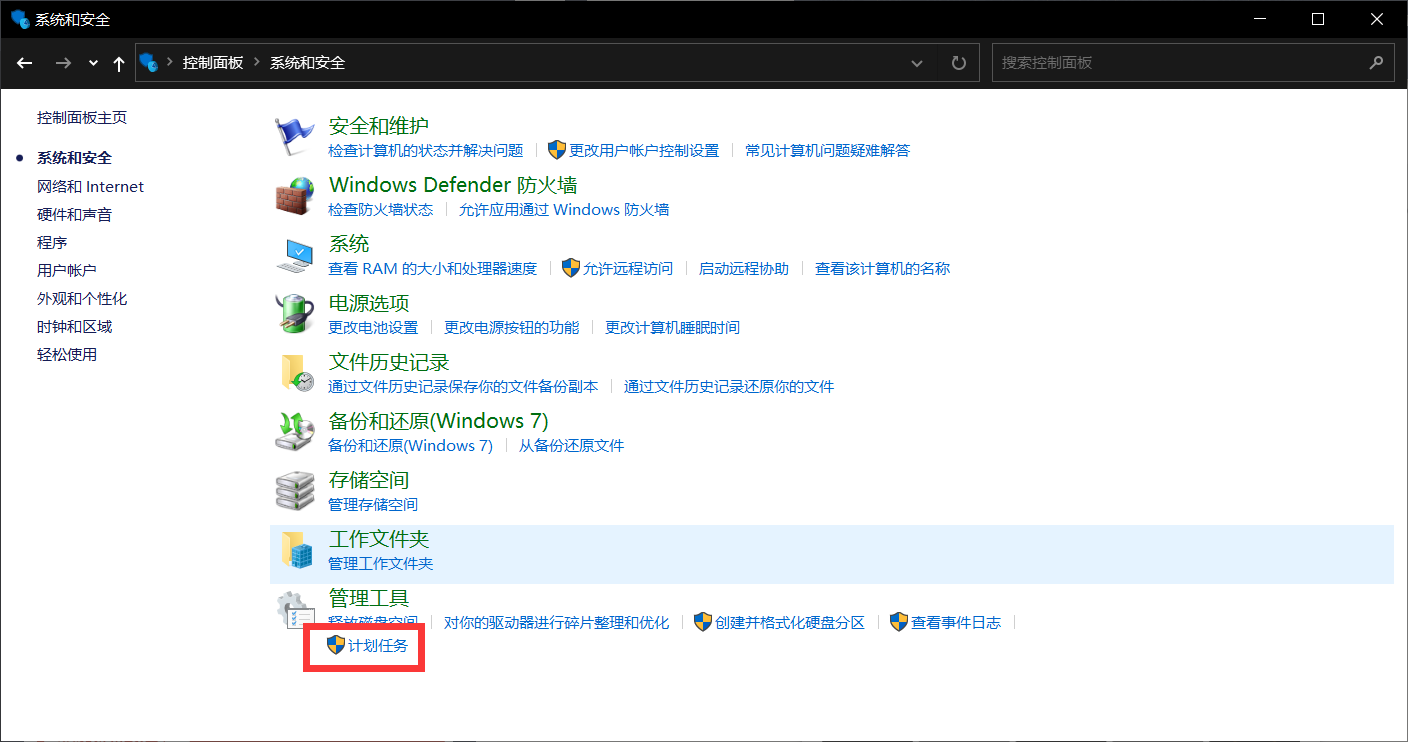 系统和安全
控制面板 系统和安全
搜索控制面板
控制面板主页
系统和安全
网络和 Internet
硬件和声音
程序
用户帐户
外观和个性化
时钟和区域
轻松使用
安全和维护
检查计算机的状态并解决问题 更改用户帐户控制设置 常见计算机问题疑难解答
Windows Defender 防火墙
检查防火墙状态 允许应用通过 Windows 防火墙
系统
查看 RAM 的大小和处理器速度 允许远程访问 启动远程协助 查看该计算机的名称
电源选项
更改电池设置 更改电源按钮的功能 更改计算机睡眠时间
文件历史记录
通过文件历史记录保存你的文件备份副本 通过文件历史记录还原你的文件
备份和还原(Windows 7)
备份和还原(Windows 7) 从备份还原文件
存储空间
管理存储空间
工作文件夹
管理工作文件夹
管理工具
释放磁盘空间 对你的驱动器进行碎片整理和优化 创建并格式化硬盘分区 查看事件日志
计划任务